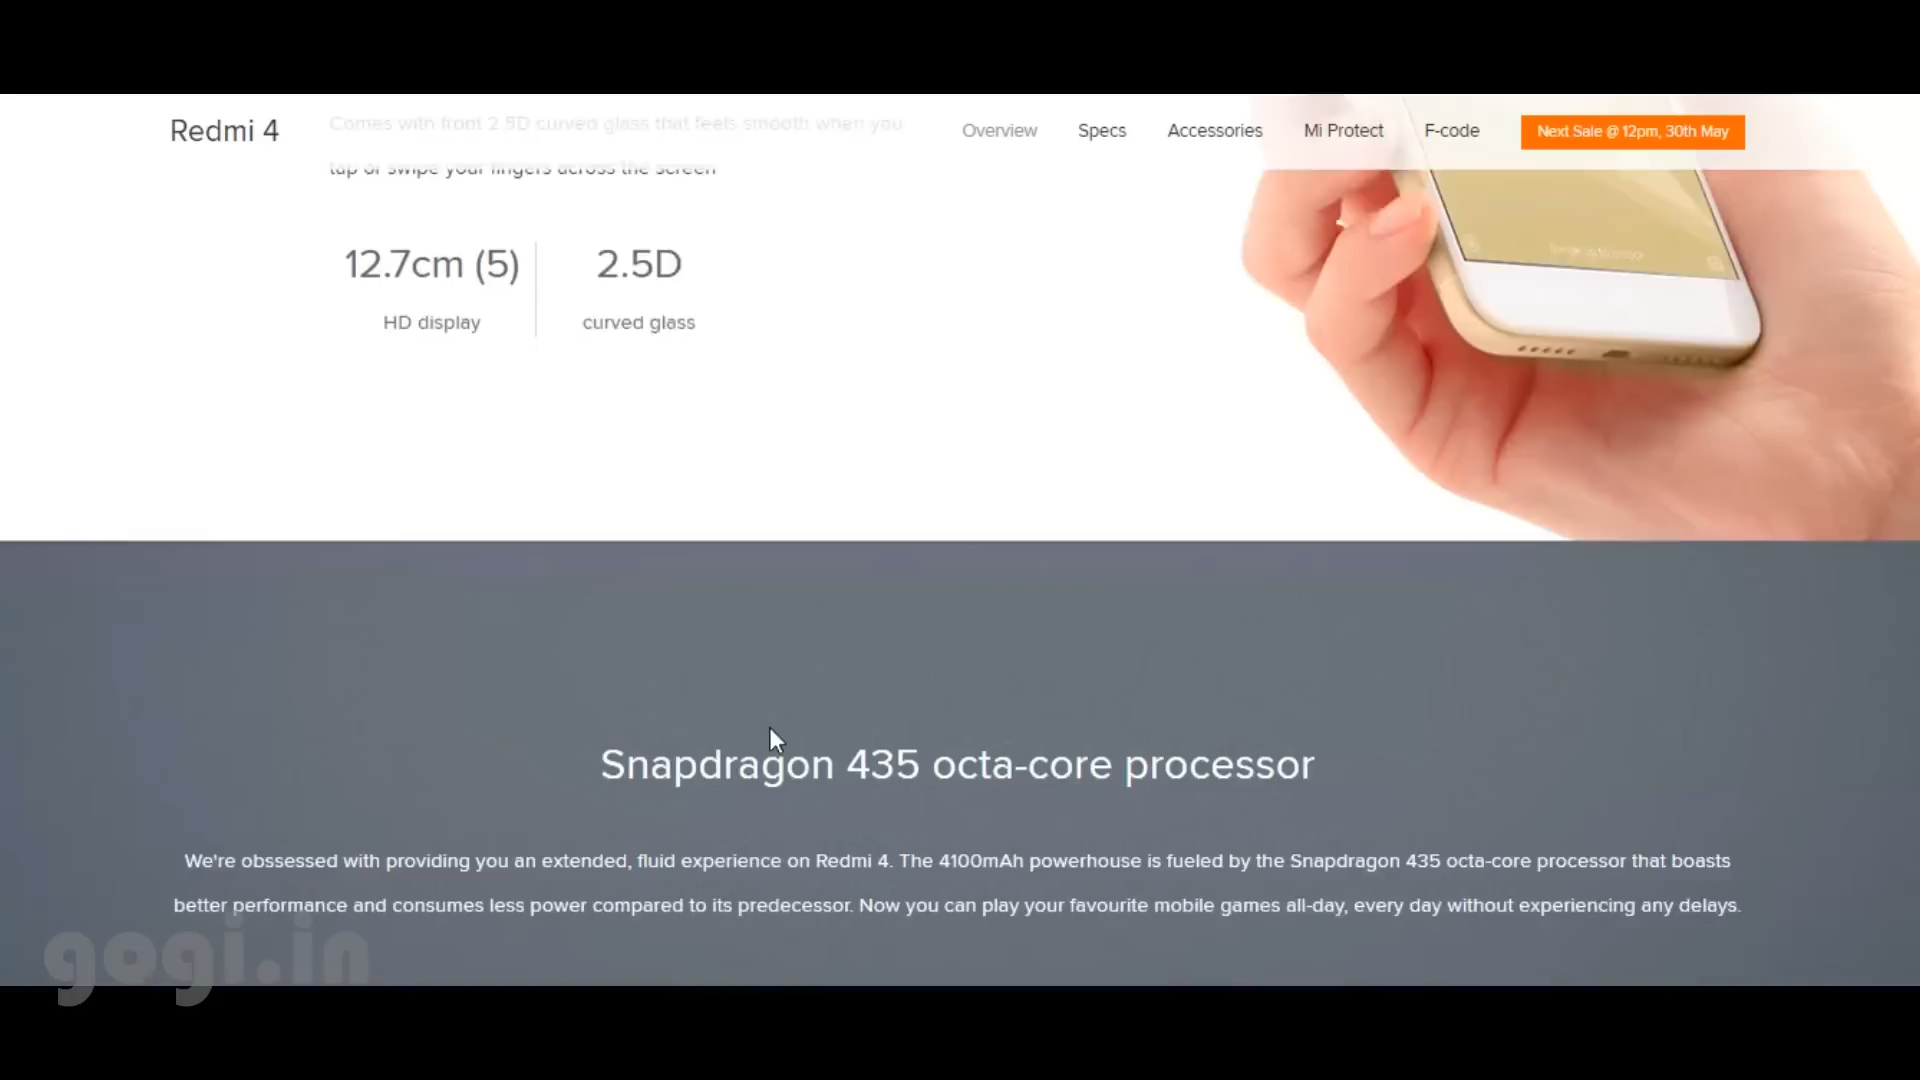 Redmi 4
Comes with front 2.5D curved glass that feels smooth when you
tap or swipe your fingers across the screen
Overview
Specs
Accessories
Mi Protect
F-code
Next Sale @ 12pm, 30th May
12.7cm (5)
HD display
2.5D
curved glass
Snapdragon 435 octa-core processor
We're obssessed with providing you an extended, fluid experience on Redmi 4. The 4100mAh powerhouse is fueled by the Snapdragon 435 octa-core processor that boasts
better performance and consumes less power compared to its predecessor. Now you can play your favourite mobile games all-day, every day without experiencing any delays.
gogi.in